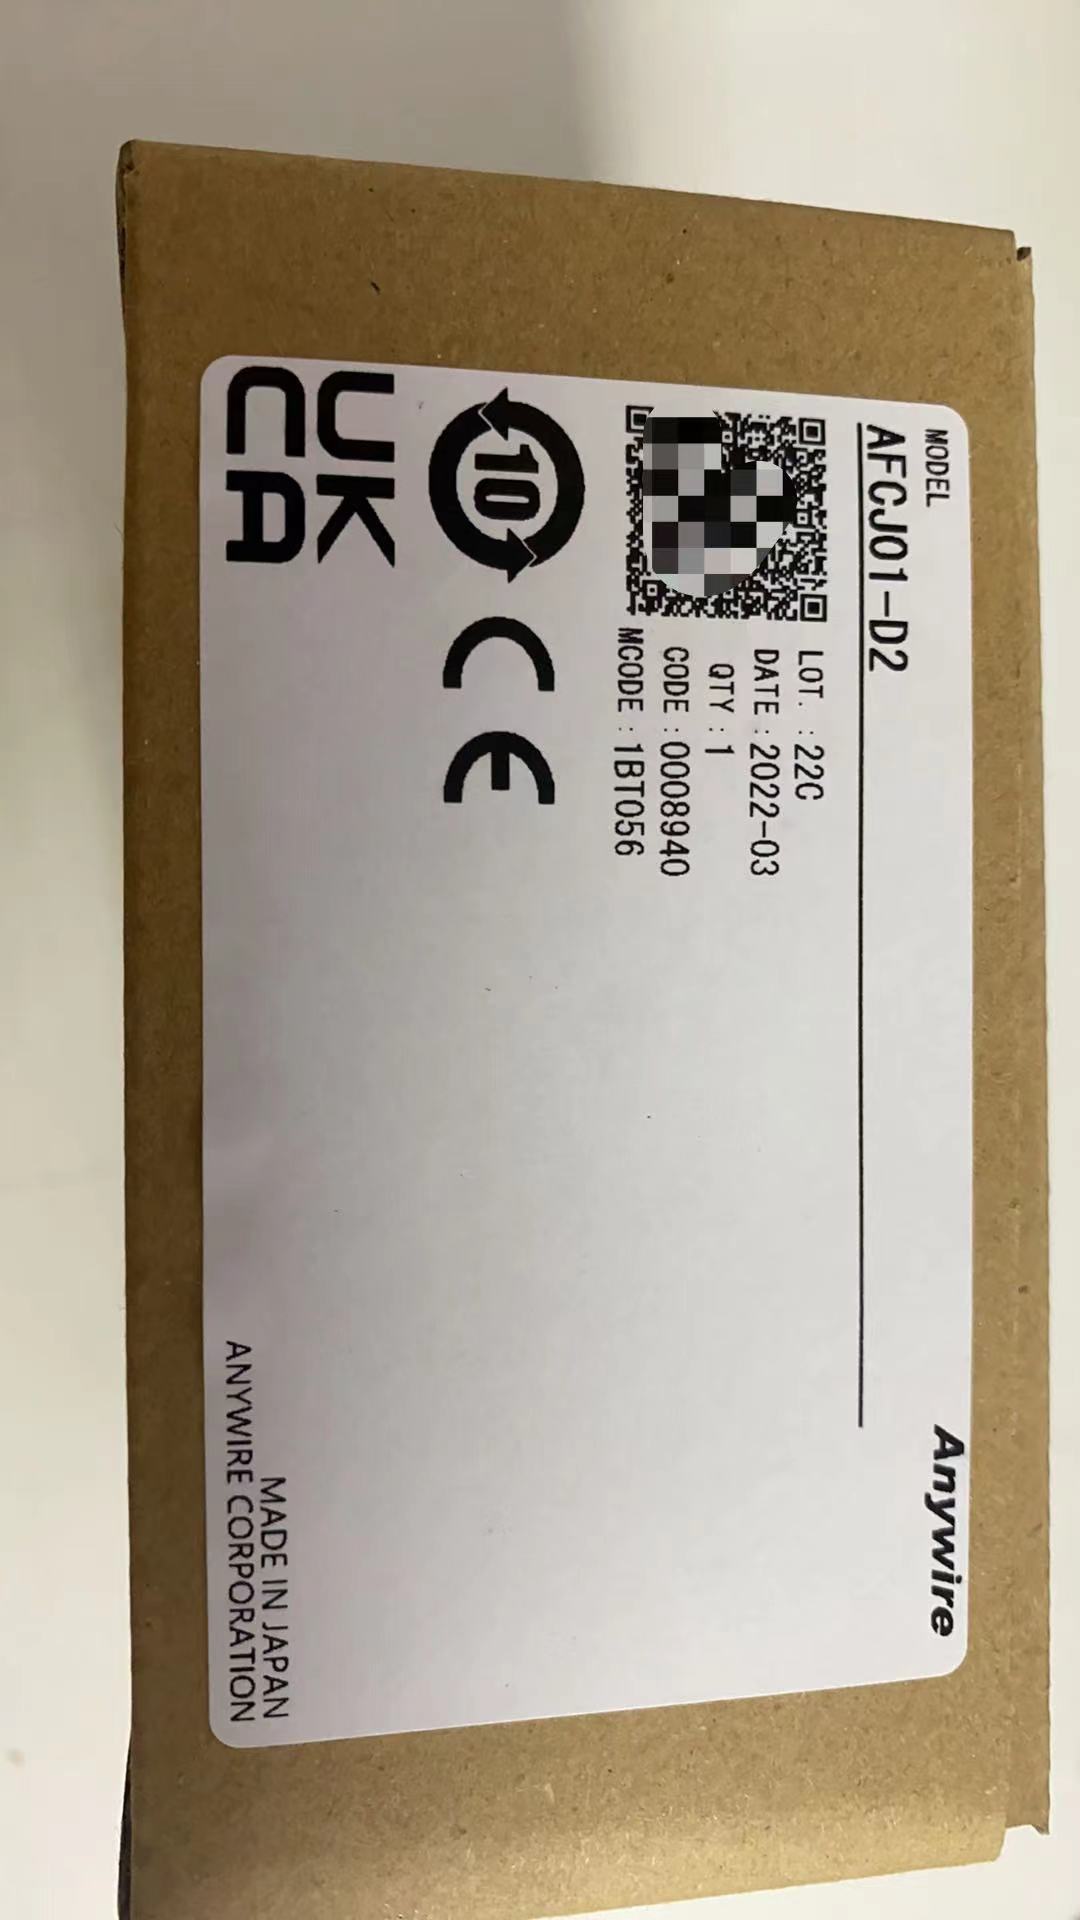 MODEL
Anywire
AFCJ01-D2
LOT. : 22C
DATE : 2022-03
QTY : 1
CODE : 0008940
MCODE : 1BT056
10
CE
UK
CA
MADE IN JAPAN
ANYWIRE CORPORATION